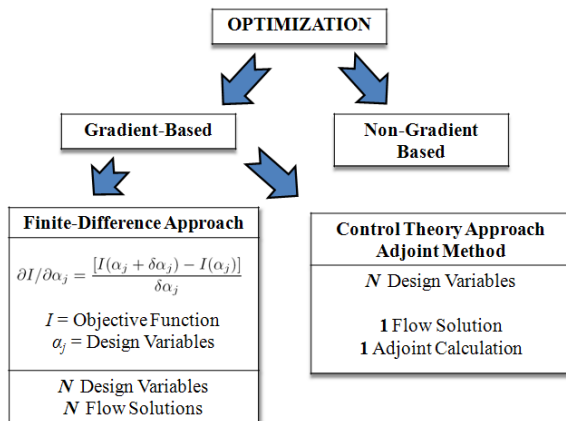 OPTIMIZATION
Gradient-Based
Non-Gradient
Based
Finite-Difference Approach
∂I/∂αⱼ = [I(αⱼ + δαⱼ) − I(αⱼ)] / δαⱼ
I = Objective Function
αⱼ = Design Variables
N Design Variables
N Flow Solutions
Control Theory Approach
Adjoint Method
N Design Variables
1 Flow Solution
1 Adjoint Calculation